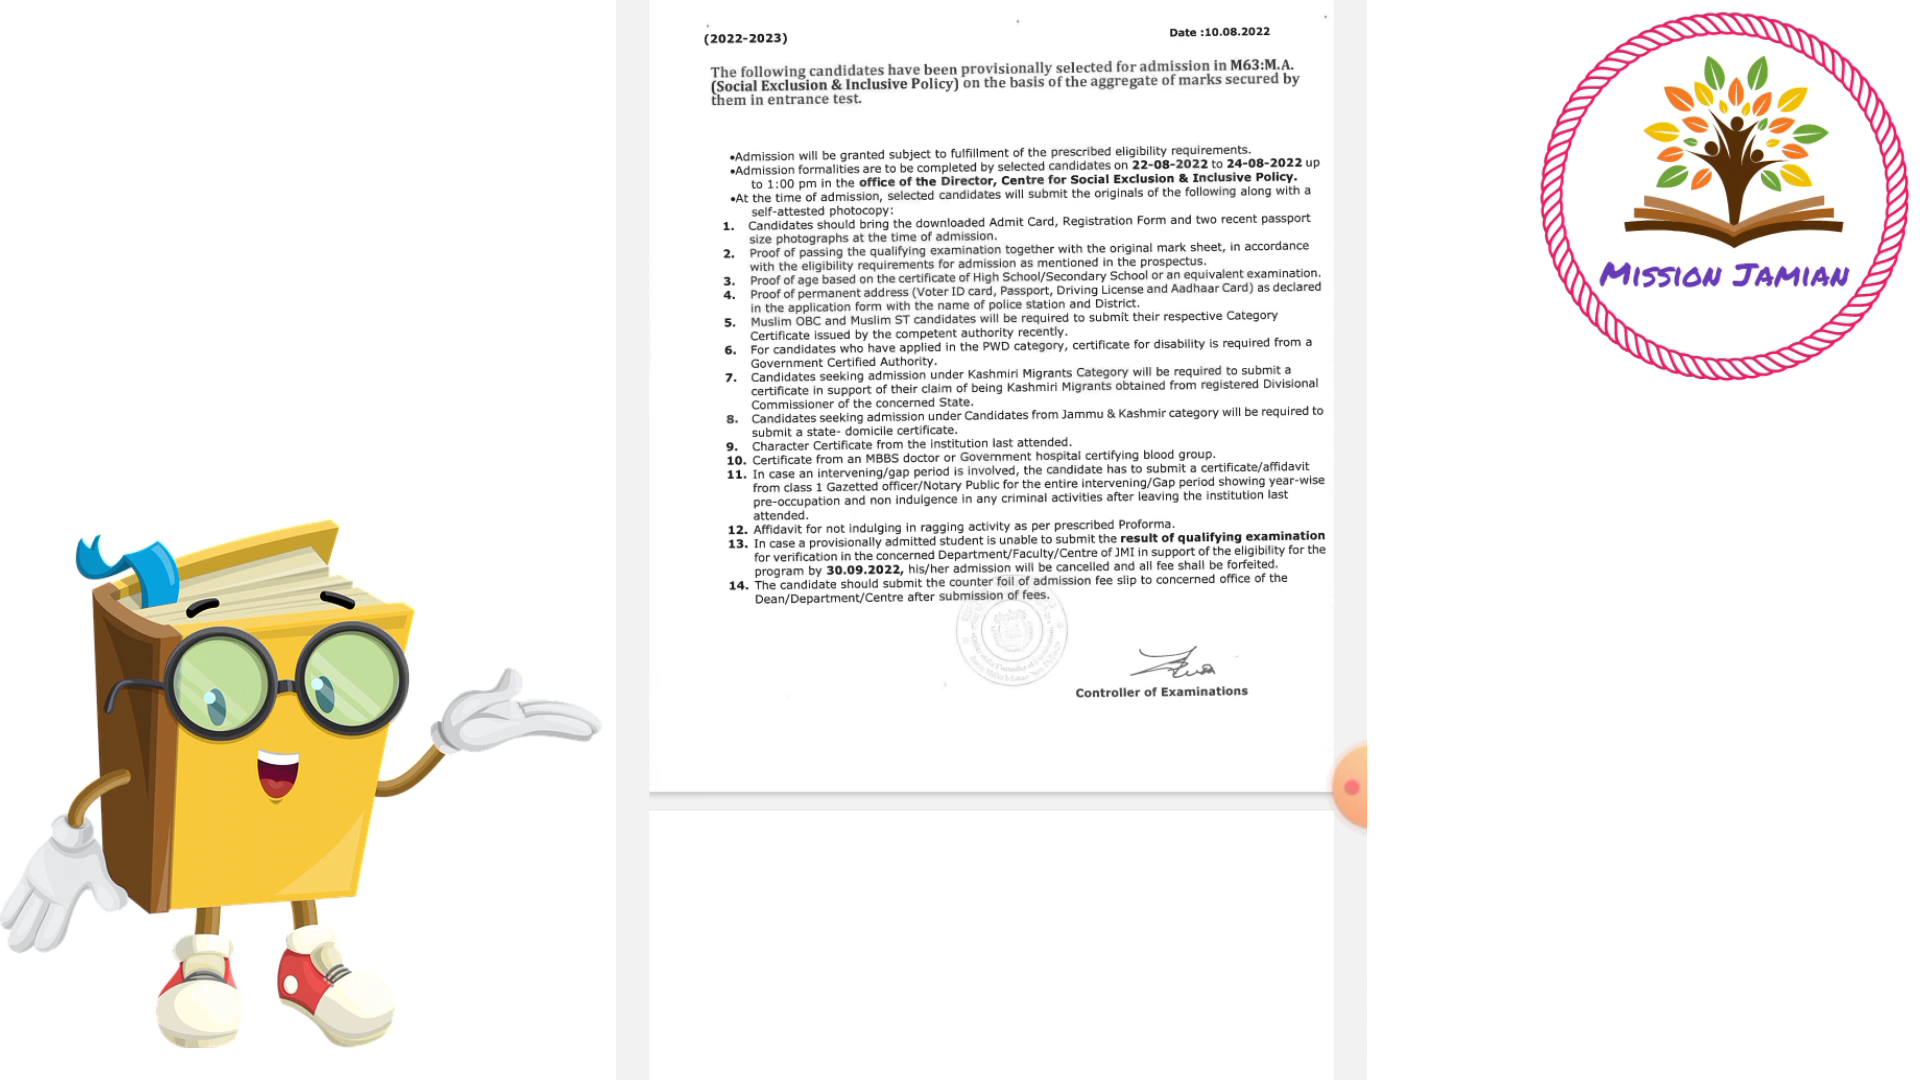 (2022-2023)
Date :10.08.2022
The following candidates have been provisionally selected for admission in M63:M.A.
(Social Exclusion & Inclusive Policy) on the basis of the aggregate of marks secured by
them in entrance test.
•Admission will be granted subject to fulfillment of the prescribed eligibility requirements.
•Admission formalities are to be completed by selected candidates on 22-08-2022 to 24-08-2022 up
to 1:00 pm in the office of the Director, Centre for Social Exclusion & Inclusive Policy.
•At the time of admission, selected candidates will submit the originals of the following along with a
self-attested photocopy:
1. Candidates should bring the downloaded Admit Card, Registration Form and two recent passport
size photographs at the time of admission.
2. Proof of passing the qualifying examination together with the original mark sheet, in accordance
with the eligibility requirements for admission as mentioned in the prospectus.
3. Proof of age based on the certificate of High School/Secondary School or an equivalent examination.
4. Proof of permanent address (Voter ID card, Passport, Driving License and Aadhaar Card) as declared
in the application form with the name of police station and District.
5. Muslim OBC and Muslim ST candidates will be required to submit their respective Category
Certificate issued by the competent authority recently.
6. For candidates who have applied in the PWD category, certificate for disability is required from a
Government Certified Authority.
7. Candidates seeking admission under Kashmiri Migrants Category will be required to submit a
certificate in support of their claim of being Kashmiri Migrants obtained from registered Divisional
Commissioner of the concerned State.
8. Candidates seeking admission under Candidates from Jammu & Kashmir category will be required to
submit a state- domicile certificate.
9. Character Certificate from the institution last attended.
10. Certificate from an MBBS doctor or Government hospital certifying blood group.
11. In case an intervening/gap period is involved, the candidate has to submit a certificate/affidavit
from class 1 Gazetted officer/Notary Public for the entire intervening/Gap period showing year-wise
pre-occupation and non indulgence in any criminal activities after leaving the institution last
attended.
12. Affidavit for not indulging in ragging activity as per prescribed Proforma.
13. In case a provisionally admitted student is unable to submit the result of qualifying examination
for verification in the concerned Department/Faculty/Centre of JMI in support of the eligibility for the
program by 30.09.2022, his/her admission will be cancelled and all fee shall be forfeited.
14. The candidate should submit the counter foil of admission fee slip to concerned office of the
Dean/Department/Centre after submission of fees.
Controller of Examinations
MISSION JAMIAN